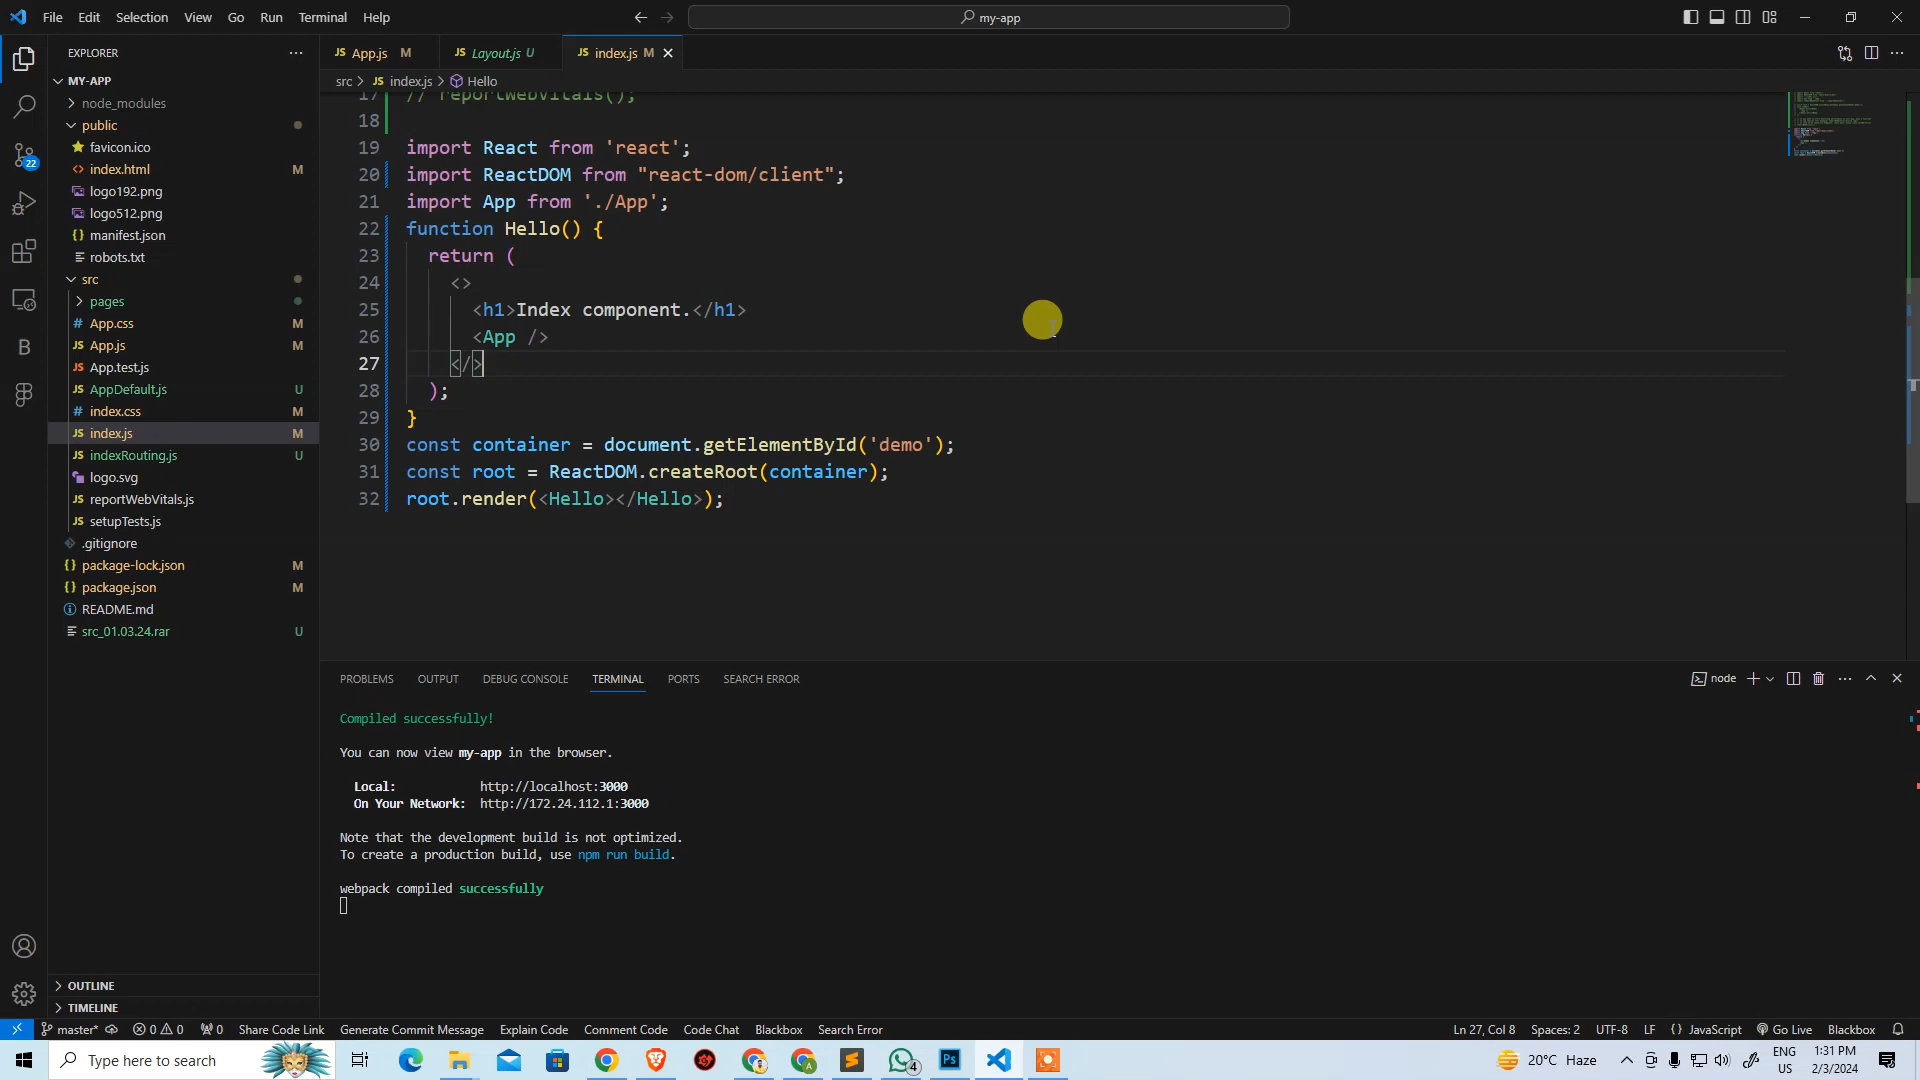 File Edit Selection View Go Run Terminal Help
my-app
EXPLORER
MY-APP
node_modules
public
favicon.ico
index.html M
logo192.png
logo512.png
manifest.json
robots.txt
src
pages
App.css M
App.js M
App.test.js
AppDefault.js U
index.css M
index.js M
indexRouting.js U
logo.svg
reportWebVitals.js
setupTests.js
.gitignore
package-lock.json M
package.json M
README.md
src_01.03.24.rar U
OUTLINE
TIMELINE
22
B
JS App.js M
JS Layout.js U
JS index.js M
src > JS index.js > Hello
17 // reportWebVitals();
18
19 import React from 'react';
20 import ReactDOM from "react-dom/client";
21 import App from './App';
22 function Hello() {
23 return (
24 <>
25 <h1>Index component.</h1>
26 <App />
27 </>
28 );
29 }
30 const container = document.getElementById('demo');
31 const root = ReactDOM.createRoot(container);
32 root.render(<Hello></Hello>);
PROBLEMS OUTPUT DEBUG CONSOLE TERMINAL PORTS SEARCH ERROR
node
Compiled successfully!
You can now view my-app in the browser.
Local: http://localhost:3000
On Your Network: http://172.24.112.1:3000
Note that the development build is not optimized.
To create a production build, use npm run build.
webpack compiled successfully
master* 0 0 0 Share Code Link Generate Commit Message Explain Code Comment Code Code Chat Blackbox Search Error
Ln 27, Col 8 Spaces: 2 UTF-8 LF {} JavaScript Go Live Blackbox
Type here to search
4
Ps
20°C Haze
ENG
US
1:31 PM
2/3/2024